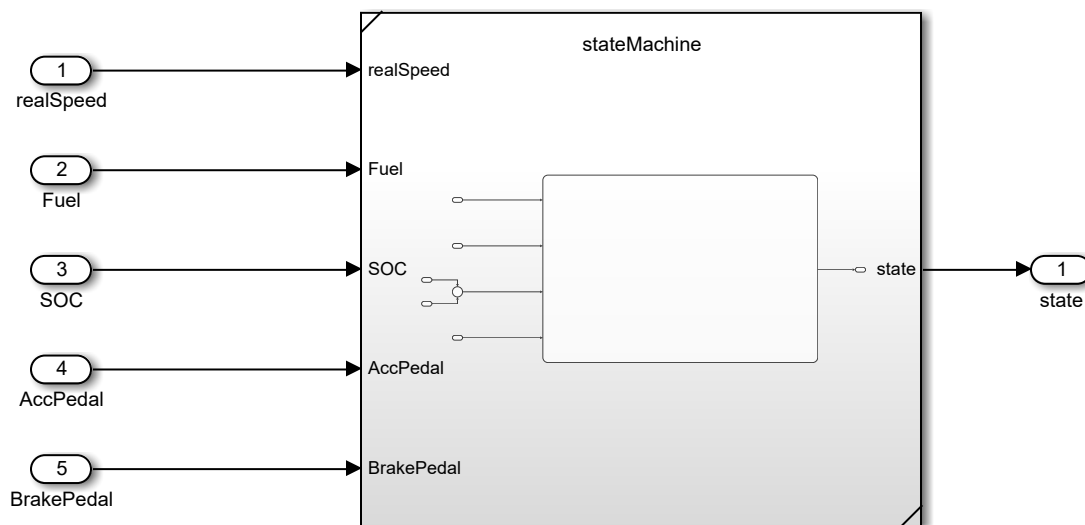 stateMachine
1
realSpeed
realSpeed
2
Fuel
Fuel
3
SOC
SOC
state
1
state
4
AccPedal
AccPedal
5
BrakePedal
BrakePedal